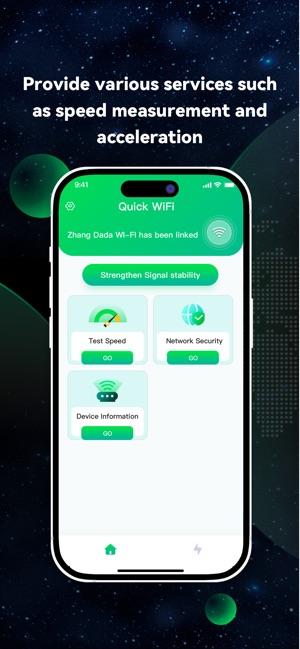 Provide various services such
as speed measurement and
acceleration
9:41
Quick WiFi
Zhang Dada WI-FI has been linked
Strengthen Signal stability
Test Speed
Network Security
GO
GO
Device Information
GO